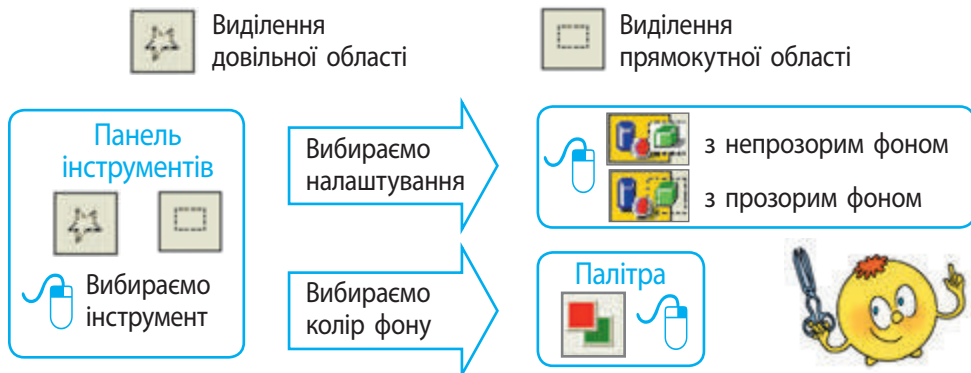 Виділення
довільної області
Виділення
прямокутної області
Панель
інструментів
Вибираємо
інструмент
Вибираємо
налаштування
з непрозорим фоном
з прозорим фоном
Вибираємо
колір фону
Палітра